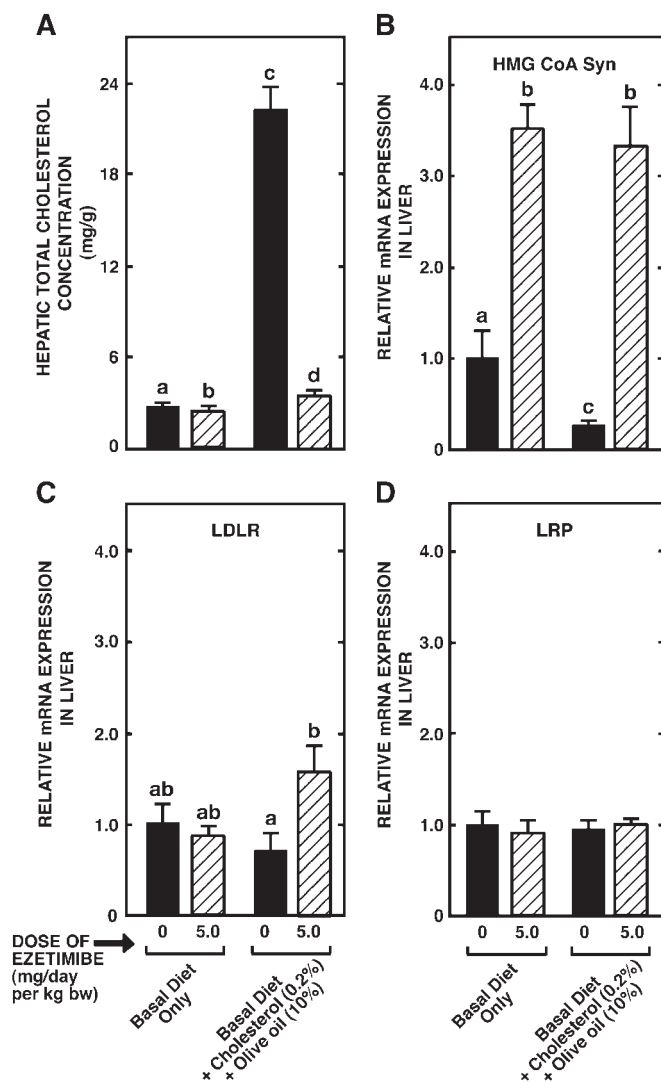 A
HEPATIC TOTAL CHOLESTEROL
CONCENTRATION
(mg/g)
24
18
12
6
0
a
b
c
d
B
HMG CoA Syn
RELATIVE mRNA EXPRESSION
IN LIVER
4.0
3.0
2.0
1.0
0
a
b
c
b
C
LDLR
RELATIVE mRNA EXPRESSION
IN LIVER
4.0
3.0
2.0
1.0
0
ab
ab
a
b
D
LRP
RELATIVE mRNA EXPRESSION
IN LIVER
4.0
3.0
2.0
1.0
0
DOSE OF
EZETIMIBE
(mg/day
per kg bw)
0 5.0 0 5.0
Basal Diet
Only
Basal Diet
+ Cholesterol (0.2%)
+ Olive oil (10%)
0 5.0 0 5.0
Basal Diet
Only
Basal Diet
+ Cholesterol (0.2%)
+ Olive oil (10%)